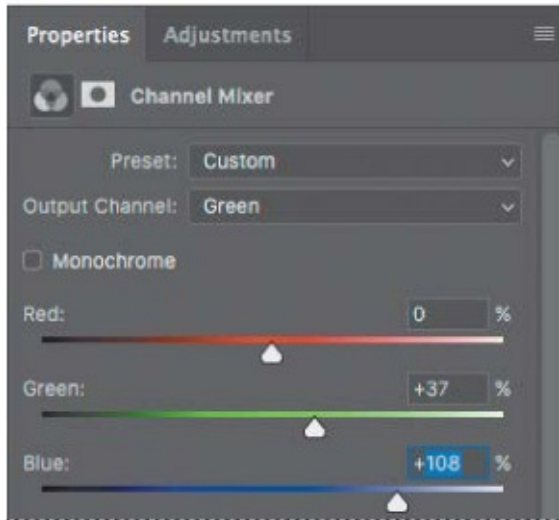 Properties Adjustments
Channel Mixer
Preset: Custom
Output Channel: Green
Monochrome
Red: 0 %
Green: +37 %
Blue: +108 %